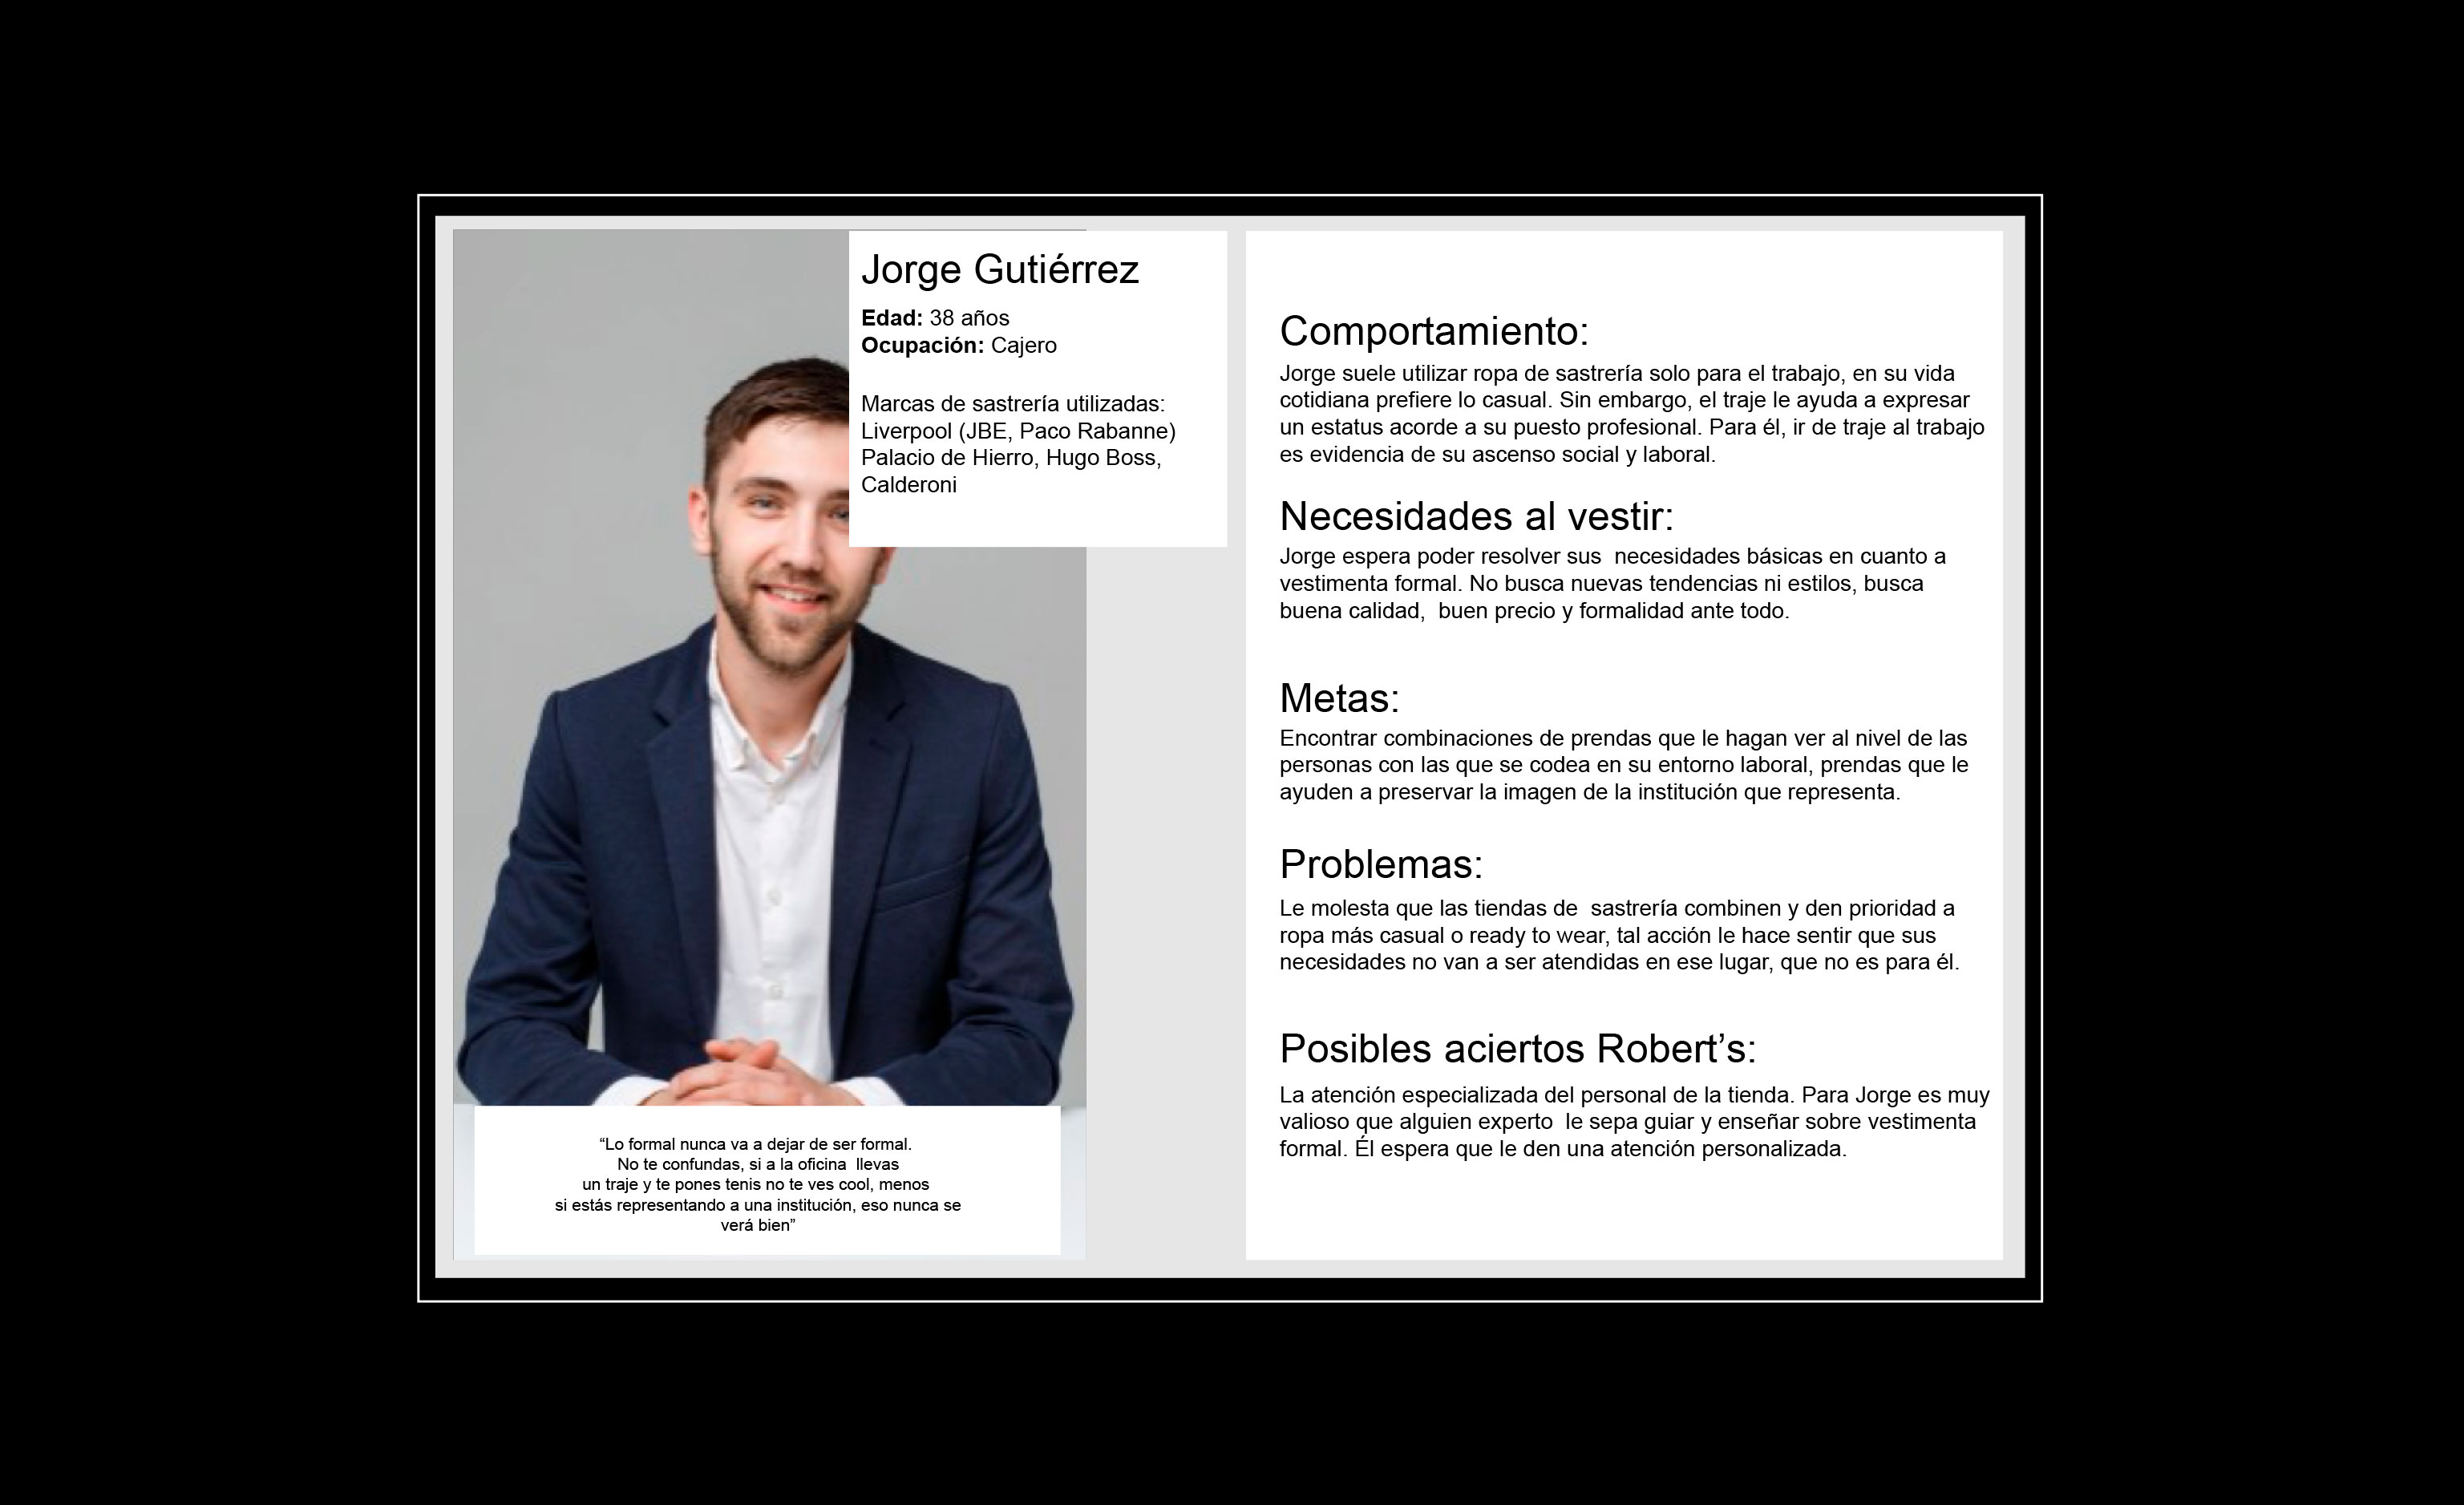 Jorge Gutiérrez
Edad: 38 años
Ocupación: Cajero
Marcas de sastrería utilizadas:
Liverpool (JBE, Paco Rabanne)
Palacio de Hierro, Hugo Boss,
Calderoni
“Lo formal nunca va a dejar de ser formal.
No te confundas, si a la oficina  llevas
un traje y te pones tenis no te ves cool, menos
si estás representando a una institución, eso nunca se
verá bien”
Comportamiento:
Jorge suele utilizar ropa de sastrería solo para el trabajo, en su vida
cotidiana prefiere lo casual. Sin embargo, el traje le ayuda a expresar
un estatus acorde a su puesto profesional. Para él, ir de traje al trabajo
es evidencia de su ascenso social y laboral.
Necesidades al vestir:
Jorge espera poder resolver sus  necesidades básicas en cuanto a
vestimenta formal. No busca nuevas tendencias ni estilos, busca
buena calidad,  buen precio y formalidad ante todo.
Metas:
Encontrar combinaciones de prendas que le hagan ver al nivel de las
personas con las que se codea en su entorno laboral, prendas que le
ayuden a preservar la imagen de la institución que representa.
Problemas:
Le molesta que las tiendas de  sastrería combinen y den prioridad a
ropa más casual o ready to wear, tal acción le hace sentir que sus
necesidades no van a ser atendidas en ese lugar, que no es para él.
Posibles aciertos Robert’s:
La atención especializada del personal de la tienda. Para Jorge es muy
valioso que alguien experto  le sepa guiar y enseñar sobre vestimenta
formal. Él espera que le den una atención personalizada.